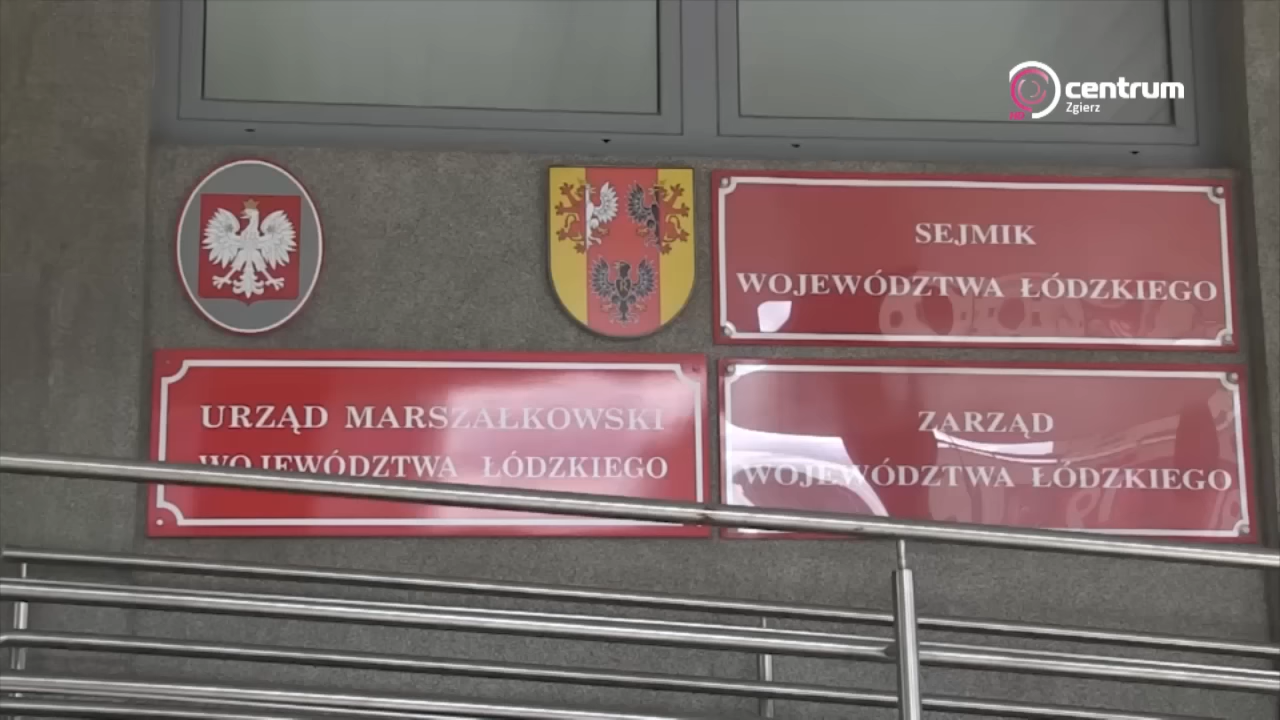 centrum
Zgierz
SEJMIK
WOJEWÓDZTWA ŁÓDZKIEGO
URZĄD MARSZAŁKOWSKI
WOJEWÓDZTWA ŁÓDZKIEGO
ZARZĄD
WOJEWÓDZTWA ŁÓDZKIEGO